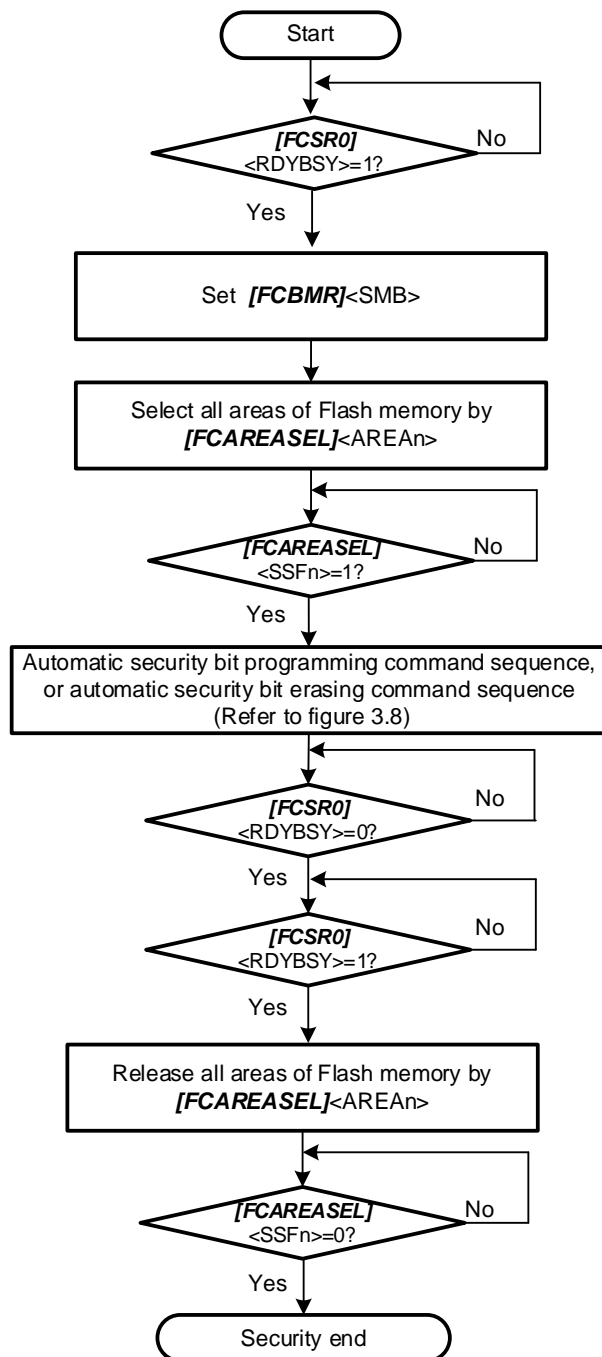 Start
[FCSR0]
<RDYBSY>=1?
No
Yes
Set [FCBMR]<SMB>
Select all areas of Flash memory by
[FCAREASEL]<AREAn>
[FCAREASEL]
<SSFn>=1?
No
Yes
Automatic security bit programming command sequence,
or automatic security bit erasing command sequence
(Refer to figure 3.8)
[FCSR0]
<RDYBSY>=0?
No
Yes
[FCSR0]
<RDYBSY>=1?
No
Yes
Release all areas of Flash memory by
[FCAREASEL]<AREAn>
[FCAREASEL]
<SSFn>=0?
No
Yes
Security end